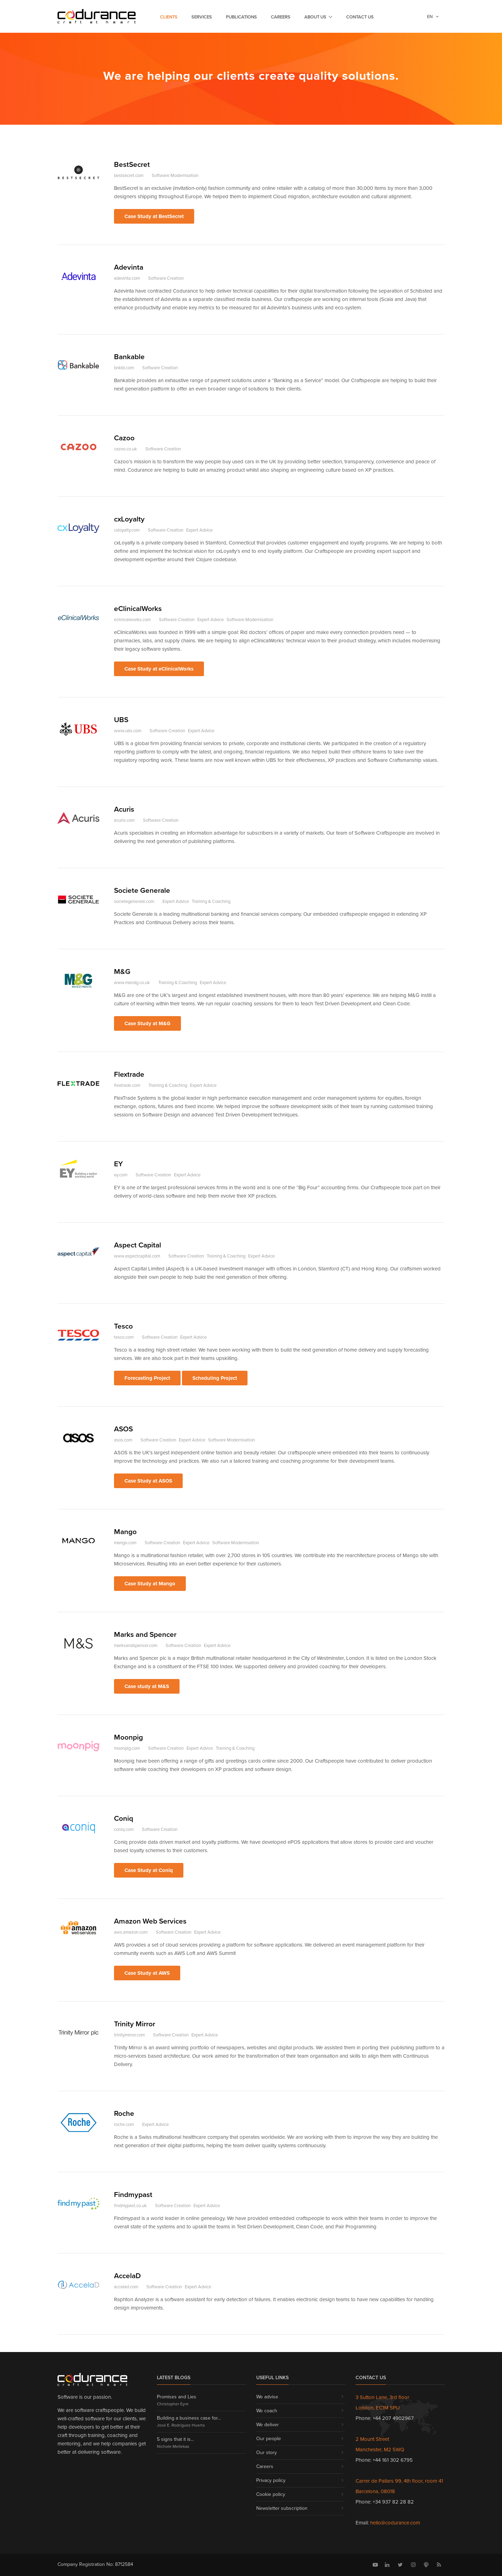 codurance
craft at heart
CLIENTS
SERVICES
PUBLICATIONS
CAREERS
ABOUT US
CONTACT US
EN
We are helping our clients create quality solutions.
BESTSECRET
BestSecret
bestsecret.com Software Modernisation
BestSecret is an exclusive (invitation-only) fashion community and online retailer with a catalog of more than 30,000 items by more than 3,000
designers shipping throughout Europe. We helped them to implement Cloud migration, architecture evolution and cultural alignment.
Case Study at BestSecret
Adevinta
Adevinta
adevinta.com Software Creation
Adevinta have contracted Codurance to help deliver technical capabilities for their digital transformation following the separation of Schibsted and
the establishment of Adevinta as a separate classified media business. Our craftspeople are working on internal tools (Scala and Java) that
enhance productivity and enable key metrics to be measured for all Adevinta's business units and eco-system.
Bankable
Bankable
bnkbl.com Software Creation
Bankable provides an exhaustive range of payment solutions under a "Banking as a Service" model. Our Craftspeople are helping to build their
next generation platform to offer an even broader range of solutions to their clients.
CAZOO
Cazoo
cazoo.co.uk Software Creation
Cazoo's mission is to transform the way people buy used cars in the UK by providing better selection, transparency, convenience and peace of
mind. Codurance are helping to build an amazing product whilst also shaping an engineering culture based on XP practices.
cxLoyalty
cxLoyalty
cxloyalty.com Software Creation Expert Advice
cxLoyalty is a private company based in Stamford, Connecticut that provides customer engagement and loyalty programs. We are helping to both
define and implement the technical vision for cxLoyalty's end to end loyalty platform. Our Craftspeople are providing expert support and
development expertise around their Clojure codebase.
eClinicalWorks
eClinicalWorks
eclinicalworks.com Software Creation Expert Advice Software Modernisation
eClinicalWorks was founded in 1999 with a simple goal: Rid doctors' offices of paper and make every connection providers need — to
pharmacies, labs, and supply chains. We are helping to align eClinicalWorks' technical vision to their product strategy, which includes modernising
their legacy software systems.
Case Study at eClinicalWorks
UBS
UBS
www.ubs.com Software Creation Expert Advice
UBS is a global firm providing financial services to private, corporate and institutional clients. We participated in the creation of a regulatory
reporting platform to comply with the latest, and ongoing, financial regulations. We also helped build their offshore teams to take over the
regulatory reporting work. These teams are now well known within UBS for their effectiveness, XP practices and Software Craftsmanship values.
Acuris
Acuris
acuris.com Software Creation
Acuris specialises in creating an information advantage for subscribers in a variety of markets. Our team of Software Craftspeople are involved in
delivering the next generation of publishing platforms.
SOCIETE
GENERALE
Societe Generale
societegenerale.com Expert Advice Training & Coaching
Societe Generale is a leading multinational banking and financial services company. Our embedded craftspeople engaged in extending XP
Practices and Continuous Delivery across their teams.
M&G
INVESTMENTS
M&G
www.mandg.co.uk Training & Coaching Expert Advice
M&G are one of the UK's largest and longest established investment houses, with more than 80 years' experience. We are helping M&G instill a
culture of learning within their teams. We run regular coaching sessions for them to teach Test Driven Development and Clean Code.
Case Study at M&G
FLEXTRADE
Flextrade
flextrade.com Training & Coaching Expert Advice
FlexTrade Systems is the global leader in high performance execution management and order management systems for equities, foreign
exchange, options, futures and fixed income. We helped improve the software development skills of their team by running customised training
sessions on Software Design and advanced Test Driven Development techniques.
EY
Building a better
working world
EY
ey.com Software Creation Expert Advice
EY is one of the largest professional services firms in the world and is one of the "Big Four" accounting firms. Our Craftspeople took part on their
delivery of world-class software and help them evolve their XP practices.
aspect capital
Aspect Capital
www.aspectcapital.com Software Creation Training & Coaching Expert Advice
Aspect Capital Limited (Aspect) is a UK-based investment manager with offices in London, Stamford (CT) and Hong Kong. Our craftsmen worked
alongside their own people to help build the next generation of their offering.
TESCO
Tesco
tesco.com Software Creation Expert Advice
Tesco is a leading high street retailer. We have been working with them to build the next generation of home delivery and supply forecasting
services. We are also took part in their teams upskilling.
Forecasting Project
Scheduling Project
asos
ASOS
asos.com Software Creation Expert Advice Software Modernisation
ASOS is the UK's largest independent online fashion and beauty retailer. Our craftspeople where embedded into their teams to continuously
improve the technology and practices. We also run a tailored training and coaching programme for their development teams.
Case Study at ASOS
MANGO
Mango
mango.com Software Creation Expert Advice Software Modernisation
Mango is a multinational fashion retailer, with over 2.700 stores in 105 countries. We contribute into the rearchitecture process of Mango site with
Microservices. Resulting into an even better experience for their customers.
Case Study at Mango
M&S
Marks and Spencer
marksandspencer.com Software Creation Expert Advice
Marks and Spencer plc is a major British multinational retailer headquartered in the City of Westminster, London. It is listed on the London Stock
Exchange and is a constituent of the FTSE 100 Index. We supported delivery and provided coaching for their developers.
Case study at M&S
moonpig
Moonpig
moonpig.com Software Creation Expert Advice Training & Coaching
Moonpig have been offering a range of gifts and greetings cards online since 2000. Our Craftspeople have contributed to deliver production
software while coaching their developers on XP practices and software design.
coniq
Coniq
coniq.com Software Creation
Coniq provide data driven market and loyalty platforms. We have developed ePOS applications that allow stores to provide card and voucher
based loyalty schemes to their customers.
Case Study at Coniq
amazon
web services
Amazon Web Services
aws.amazon.com Software Creation Expert Advice
AWS provides a set of cloud services providing a platform for software applications. We delivered an event management platform for their
community events such as AWS Loft and AWS Summit
Case Study at AWS
Trinity Mirror plc
Trinity Mirror
trinitymirror.com Software Creation Expert Advice
Trinity Mirror is an award winning portfolio of newspapers, websites and digital products. We assisted them in porting their publishing platform to a
micro-services based architecture. Our work aimed for the transformation of their team organisation and skills to align them with Continuous
Delivery.
Roche
Roche
roche.com Expert Advice
Roche is a Swiss multinational healthcare company that operates worldwide. We are working with them to improve the way they are building the
next generation of their digital platforms, helping the team deliver quality systems continuously.
findmypast
Findmypast
findmypast.co.uk Software Creation Expert Advice
Findmypast is a world leader in online genealogy. We have provided embedded craftspeople to work within their teams in order to improve the
overall state of the systems and to upskill the teams in Test Driven Development, Clean Code, and Pair Programming
AccelaD
AccelaD
accelad.com Software Creation Expert Advice
Raphton Analyzer is a software assistant for early detection of failures. It enables electronic design teams to have new capabilities for handling
design improvements.
codurance
craft at heart
Software is our passion.
We are software craftspeople. We build
well-crafted software for our clients, we
help developers to get better at their
craft through training, coaching and
mentoring, and we help companies get
better at delivering software.
LATEST BLOGS
Promises and Lies
Christopher Eyre
Building a business case for...
José E. Rodríguez Huerta
5 signs that it is...
Nichole Mellekas
USEFUL LINKS
We advise
We coach
We deliver
Our people
Our story
Careers
Privacy policy
Cookie policy
Newsletter subscription
CONTACT US
3 Sutton Lane, 3rd floor
London, EC1M 5PU
Phone: +44 207 4902967
2 Mount Street
Manchester, M2 5WQ
Phone: +44 161 302 6795
Carrer de Pallars 99, 4th floor, room 41
Barcelona, 08018
Phone: +34 937 82 28 82
Email: hello@codurance.com
Company Registration No: 8712584